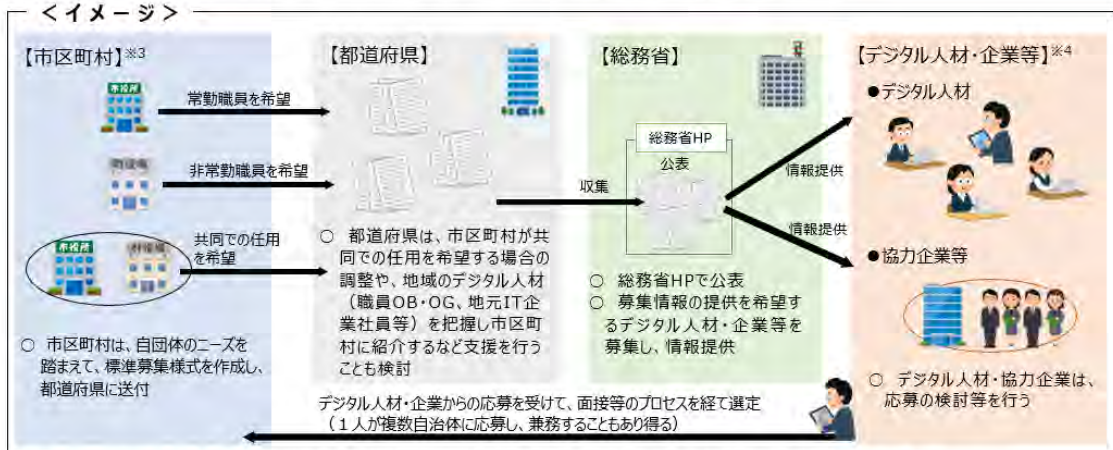 ＜イメージ＞
【市区町村】※3
市役所
常勤職員を希望
非常勤職員を希望
市役所
共同での任用
を希望
○ 市区町村は、自団体のニーズを
踏まえて、標準募集様式を作成し、
都道府県に送付
【都道府県】
○ 都道府県は、市区町村が共
同での任用を希望する場合の
調整や、地域のデジタル人材
（職員OB・OG、地元IT企
業社員等）を把握し市区町
村に紹介するなど支援を行う
ことも検討
収集
【総務省】
総務省HP
公表
○ 総務省HPで公表
○ 募集情報の提供を希望す
るデジタル人材・企業等を
募集し、情報提供
情報提供
情報提供
【デジタル人材・企業等】※4
●デジタル人材
●協力企業等
○ デジタル人材・協力企業は、
応募の検討等を行う
デジタル人材・企業からの応募を受けて、面接等のプロセスを経て選定
（１人が複数自治体に応募し、兼務することもあり得る）